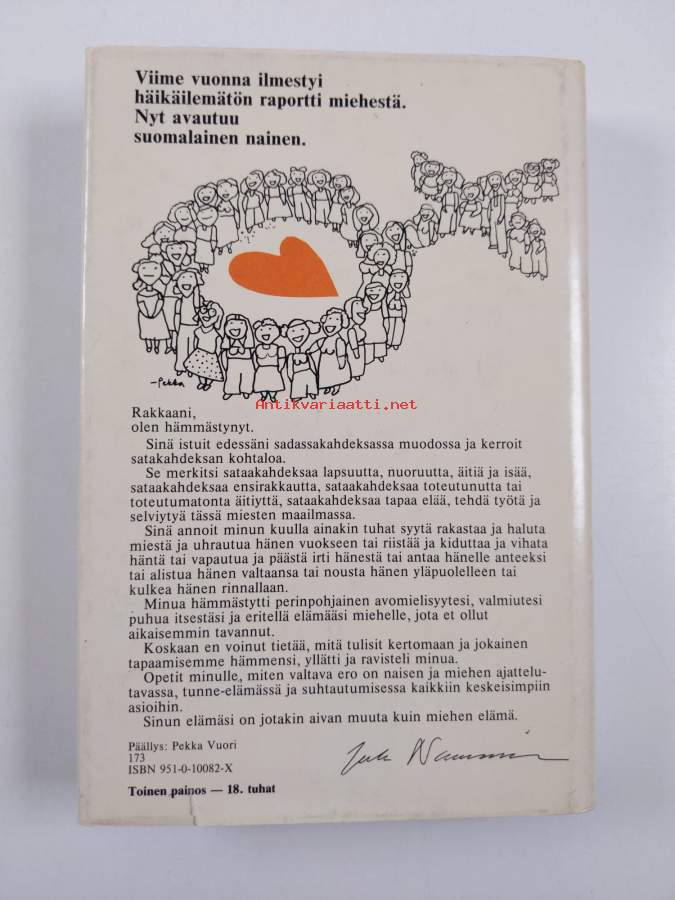 Viime vuonna ilmestyi
häikäilemätön raportti miehestä.
Nyt avautuu
suomalainen nainen.
-Pekka
Antikvariaatti.net
Rakkaani,
olen hämmästynyt.
Sinä istuit edessäni sadassakahdeksassa muodossa ja kerroit
satakahdeksan kohtaloa.
Se merkitsi sataakahdeksaa lapsuutta, nuoruutta, äitiä ja isää,
sataakahdeksaa ensirakkautta, sataakahdeksaa toteutunutta tai
toteutumatonta äitiyttä, sataakahdeksaa tapaa elää, tehdä työtä ja
selviytyä tässä miesten maailmassa.
Sinä annoit minun kuulla ainakin tuhat syytä rakastaa ja haluta
miestä ja uhrautua hänen vuokseen tai riistää ja kiduttaa ja vihata
häntä tai vapautua ja päästä irti hänestä tai antaa hänelle anteeksi
tai alistua hänen valtaansa tai nousta hänen yläpuolelleen tai
kulkea hänen rinnallaan.
Minua hämmästytti perinpohjainen avomielisyytesi, valmiutesi
puhua itsestäsi ja eritellä elämääsi miehelle, jota et ollut
aikaisemmin tavannut.
Koskaan en voinut tietää, mitä tulisit kertomaan ja jokainen
tapaamisemme hämmensi, yllätti ja ravisteli minua.
Opetit minulle, miten valtava ero on naisen ja miehen ajattelu-
tavassa, tunne-elämässä ja suhtautumisessa kaikkiin keskeisimpiin
asioihin.
Sinun elämäsi on jotakin aivan muuta kuin miehen elämä.
Päällys: Pekka Vuori
173
ISBN 951-0-10082-X
Toinen painos — 18. tuhat